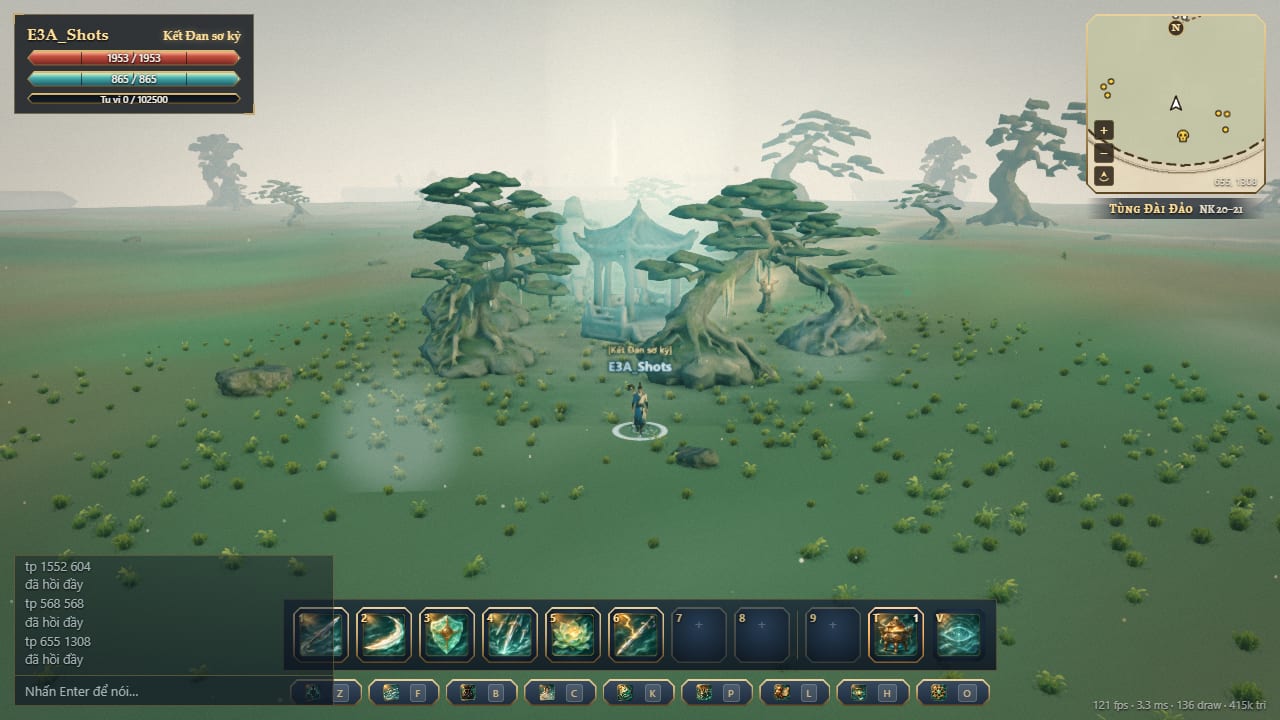 E3A_Shots
Kết Đan sơ kỳ
1953 / 1953
865 / 865
Tu vi 0 / 102500
N
+
−
655, 1308
Tùng Đài Đảo NK20-21
[Kết Đan sơ kỳ]
E3A_Shots
tp 1552 604
đã hồi đầy
tp 568 568
đã hồi đầy
tp 655 1308
đã hồi đầy
Nhấn Enter để nói...
1 2 3 4 5 6 7 + 8 + 9 + T 1 V
Z F B C K P L H O
121 fps · 3.3 ms · 136 draw · 415k tri